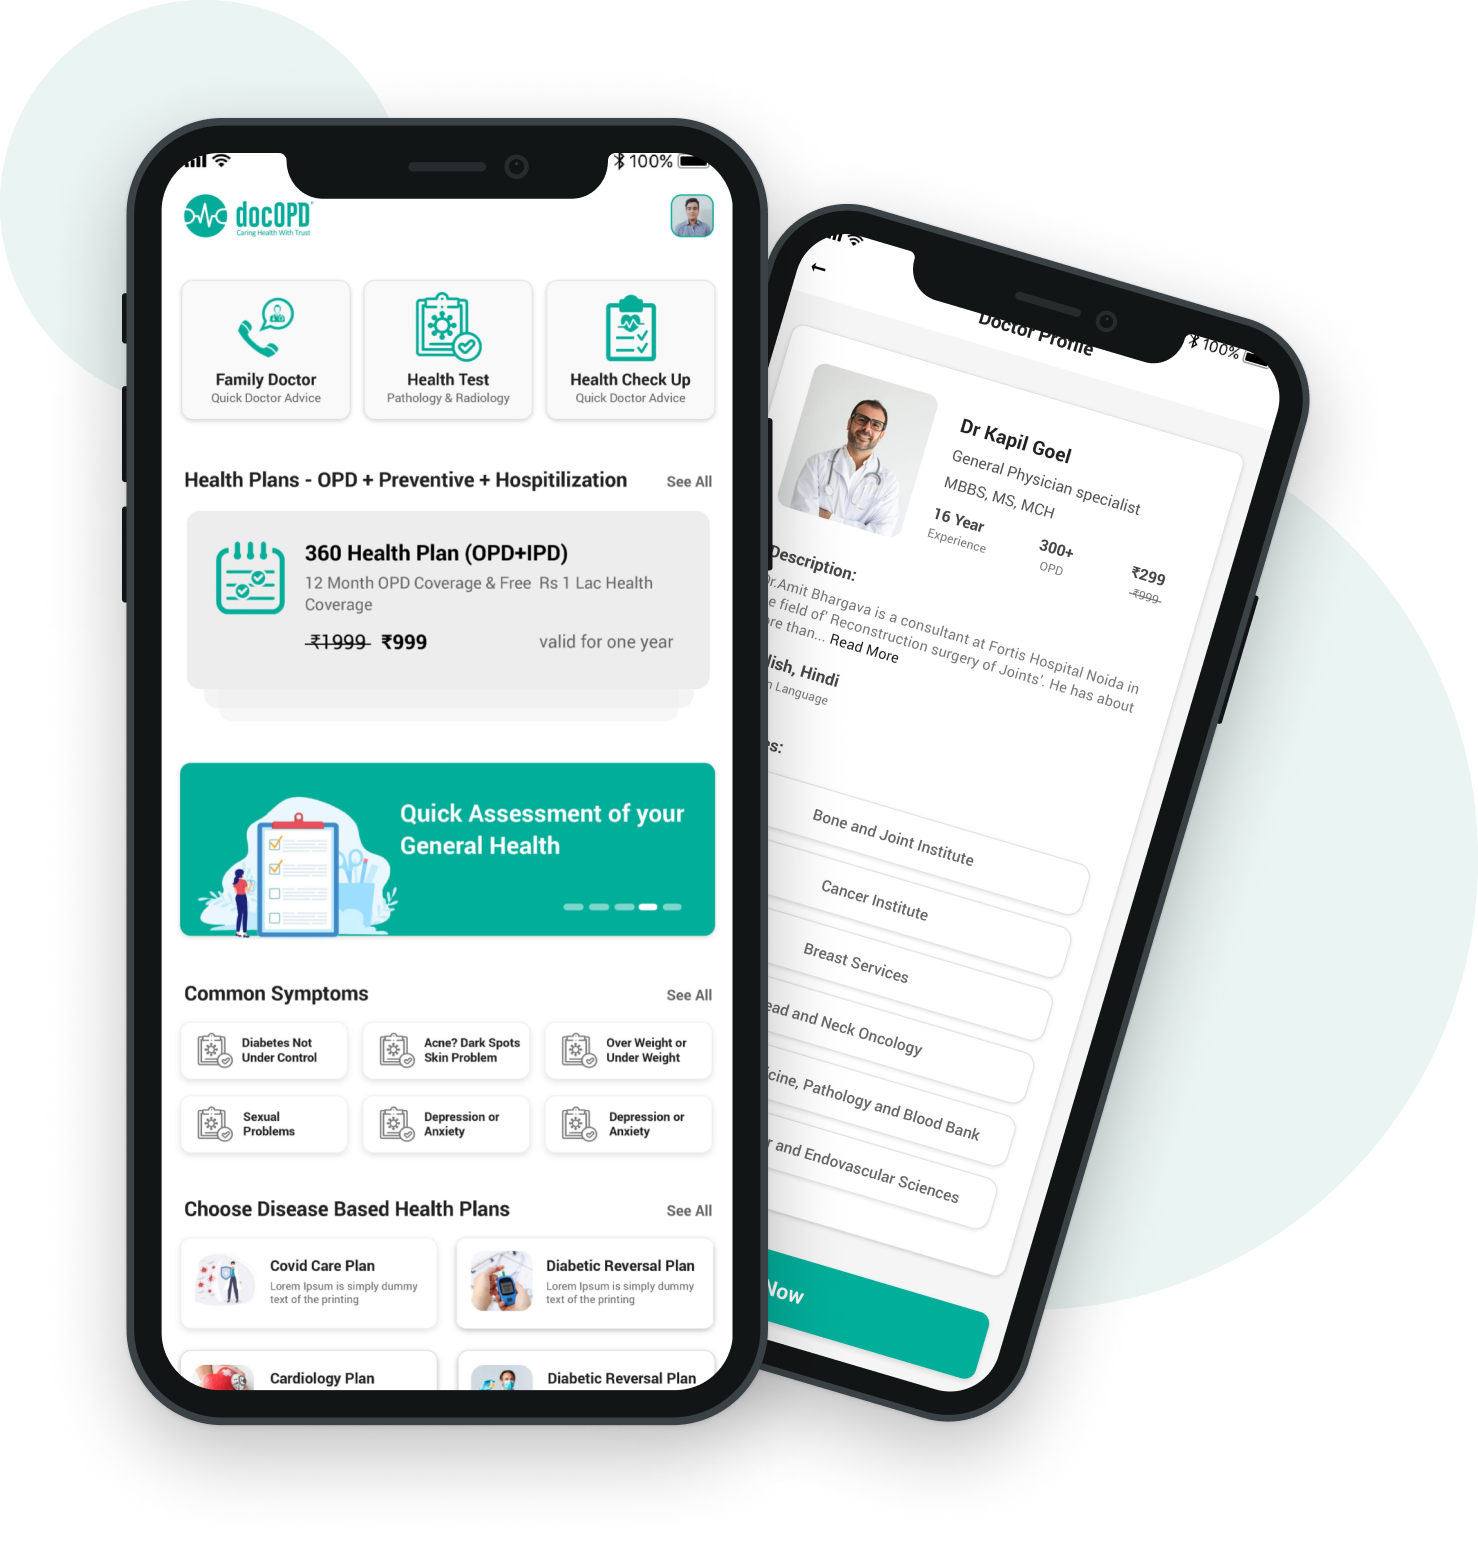 100%
docOPD
Caring Health With Trust
Family Doctor
Quick Doctor Advice
Health Test
Pathology & Radiology
Health Check Up
Quick Doctor Advice
Health Plans - OPD + Preventive + Hospitilization
See All
360 Health Plan (OPD+IPD)
12 Month OPD Coverage & Free Rs 1 Lac Health
Coverage
₹1999 ₹999
valid for one year
Quick Assessment of your
General Health
Common Symptoms
See All
Diabetes Not
Under Control
Acne? Dark Spots
Skin Problem
Over Weight or
Under Weight
Sexual
Problems
Depression or
Anxiety
Depression or
Anxiety
Choose Disease Based Health Plans
See All
Covid Care Plan
Lorem Ipsum is simply dummy
text of the printing
Diabetic Reversal Plan
Lorem Ipsum is simply dummy
text of the printing
Cardiology Plan
Diabetic Reversal Plan
100%
Doctor Profile
Dr Kapil Goel
General Physician specialist
MBBS, MS, MCH
16 Year
Experience
300+
OPD
₹299
₹999
Description:
Dr.Amit Bhargava is a consultant at Fortis Hospital Noida in
field of' Reconstruction surgery of Joints'. He has about
than... Read More
Hindi
Language
Bone and Joint Institute
Cancer Institute
Breast Services
and Neck Oncology
Pathology and Blood Bank
and Endovascular Sciences
Now